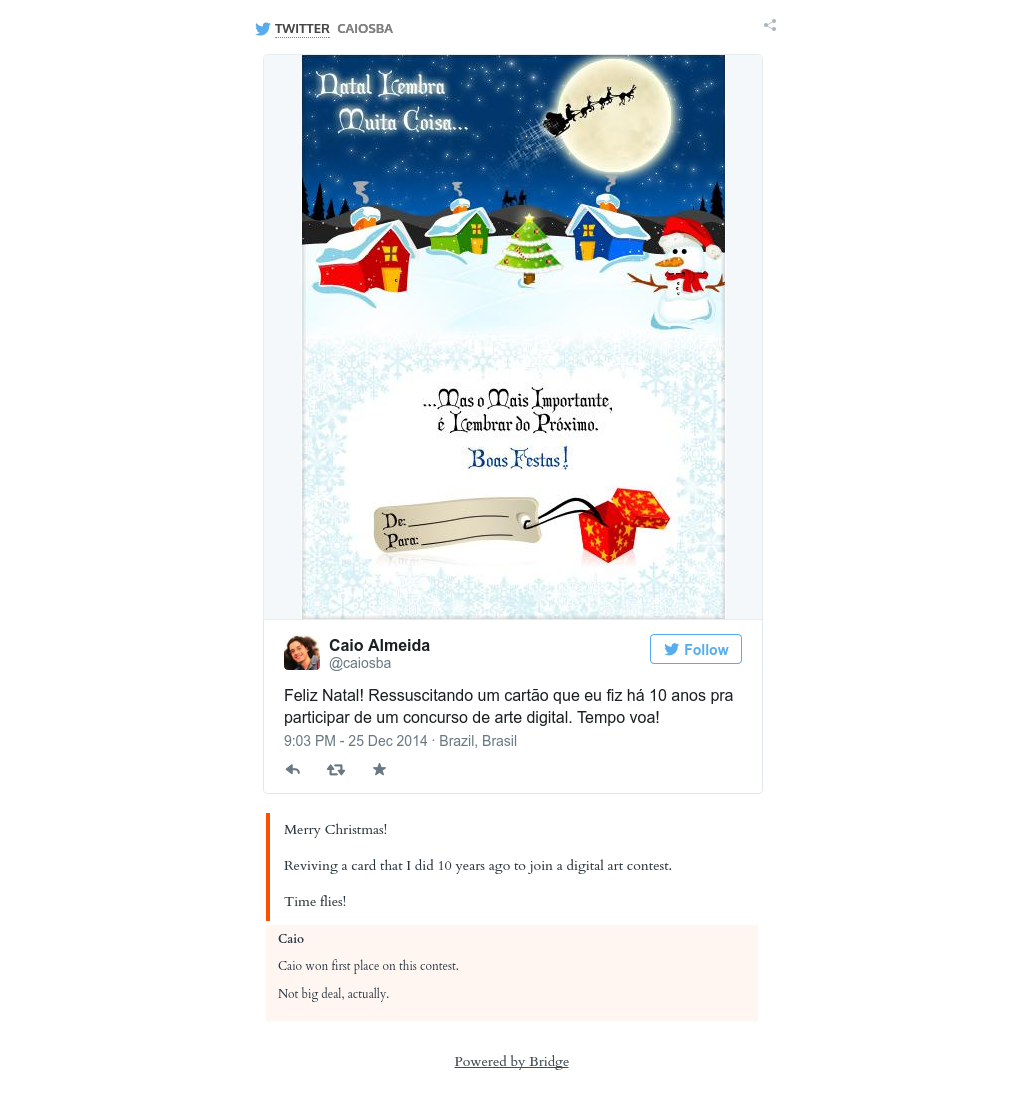 TWITTER CAIOSBA
Natal Lembra
Muita Coisa...
...Mas o Mais Importante,
é Lembrar do Próximo.
Boas Festas!
De:
Para:
Caio Almeida
@caiosba
Follow
Feliz Natal! Ressuscitando um cartão que eu fiz há 10 anos pra
participar de um concurso de arte digital. Tempo voa!
9:03 PM - 25 Dec 2014 · Brazil, Brasil
Merry Christmas!
Reviving a card that I did 10 years ago to join a digital art contest.
Time flies!
Caio
Caio won first place on this contest.
Not big deal, actually.
Powered by Bridge